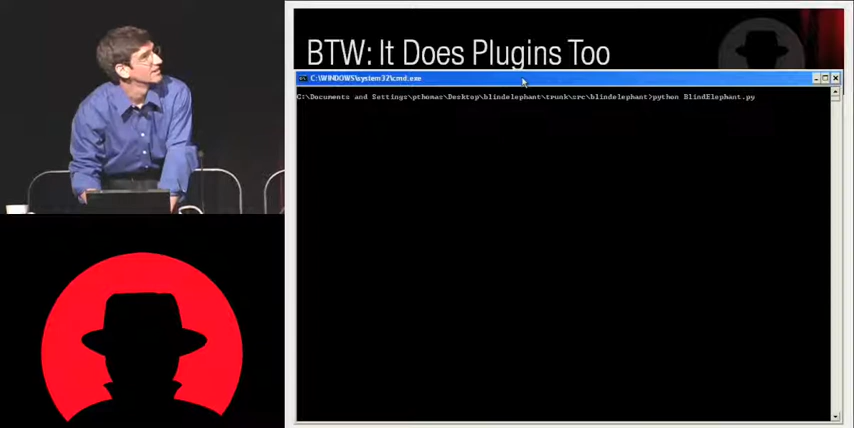 BTW: It Does Plugins Too
C:\WINDOWS\system32\cmd.exe
C:\Documents and Settings\pthomas\Desktop\blindelephant\trunk\src\blindelephant>python BlindElephant.py